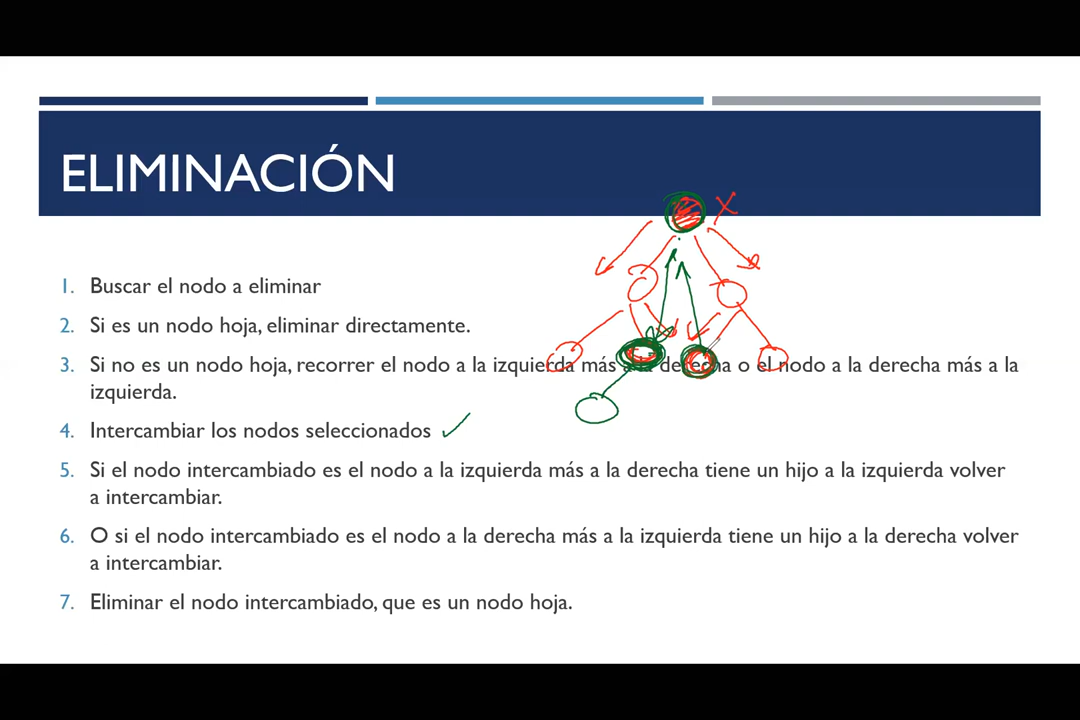 ELIMINACIÓN
X
1. Buscar el nodo a eliminar
2. Si es un nodo hoja, eliminar directamente.
3. Si no es un nodo hoja, recorrer el nodo a la izquierda más a la derecha o el nodo a la derecha más a la
izquierda.
4. Intercambiar los nodos seleccionados ✓
5. Si el nodo intercambiado es el nodo a la izquierda más a la derecha tiene un hijo a la izquierda volver
a intercambiar.
6. O si el nodo intercambiado es el nodo a la derecha más a la izquierda tiene un hijo a la derecha volver
a intercambiar.
7. Eliminar el nodo intercambiado, que es un nodo hoja.